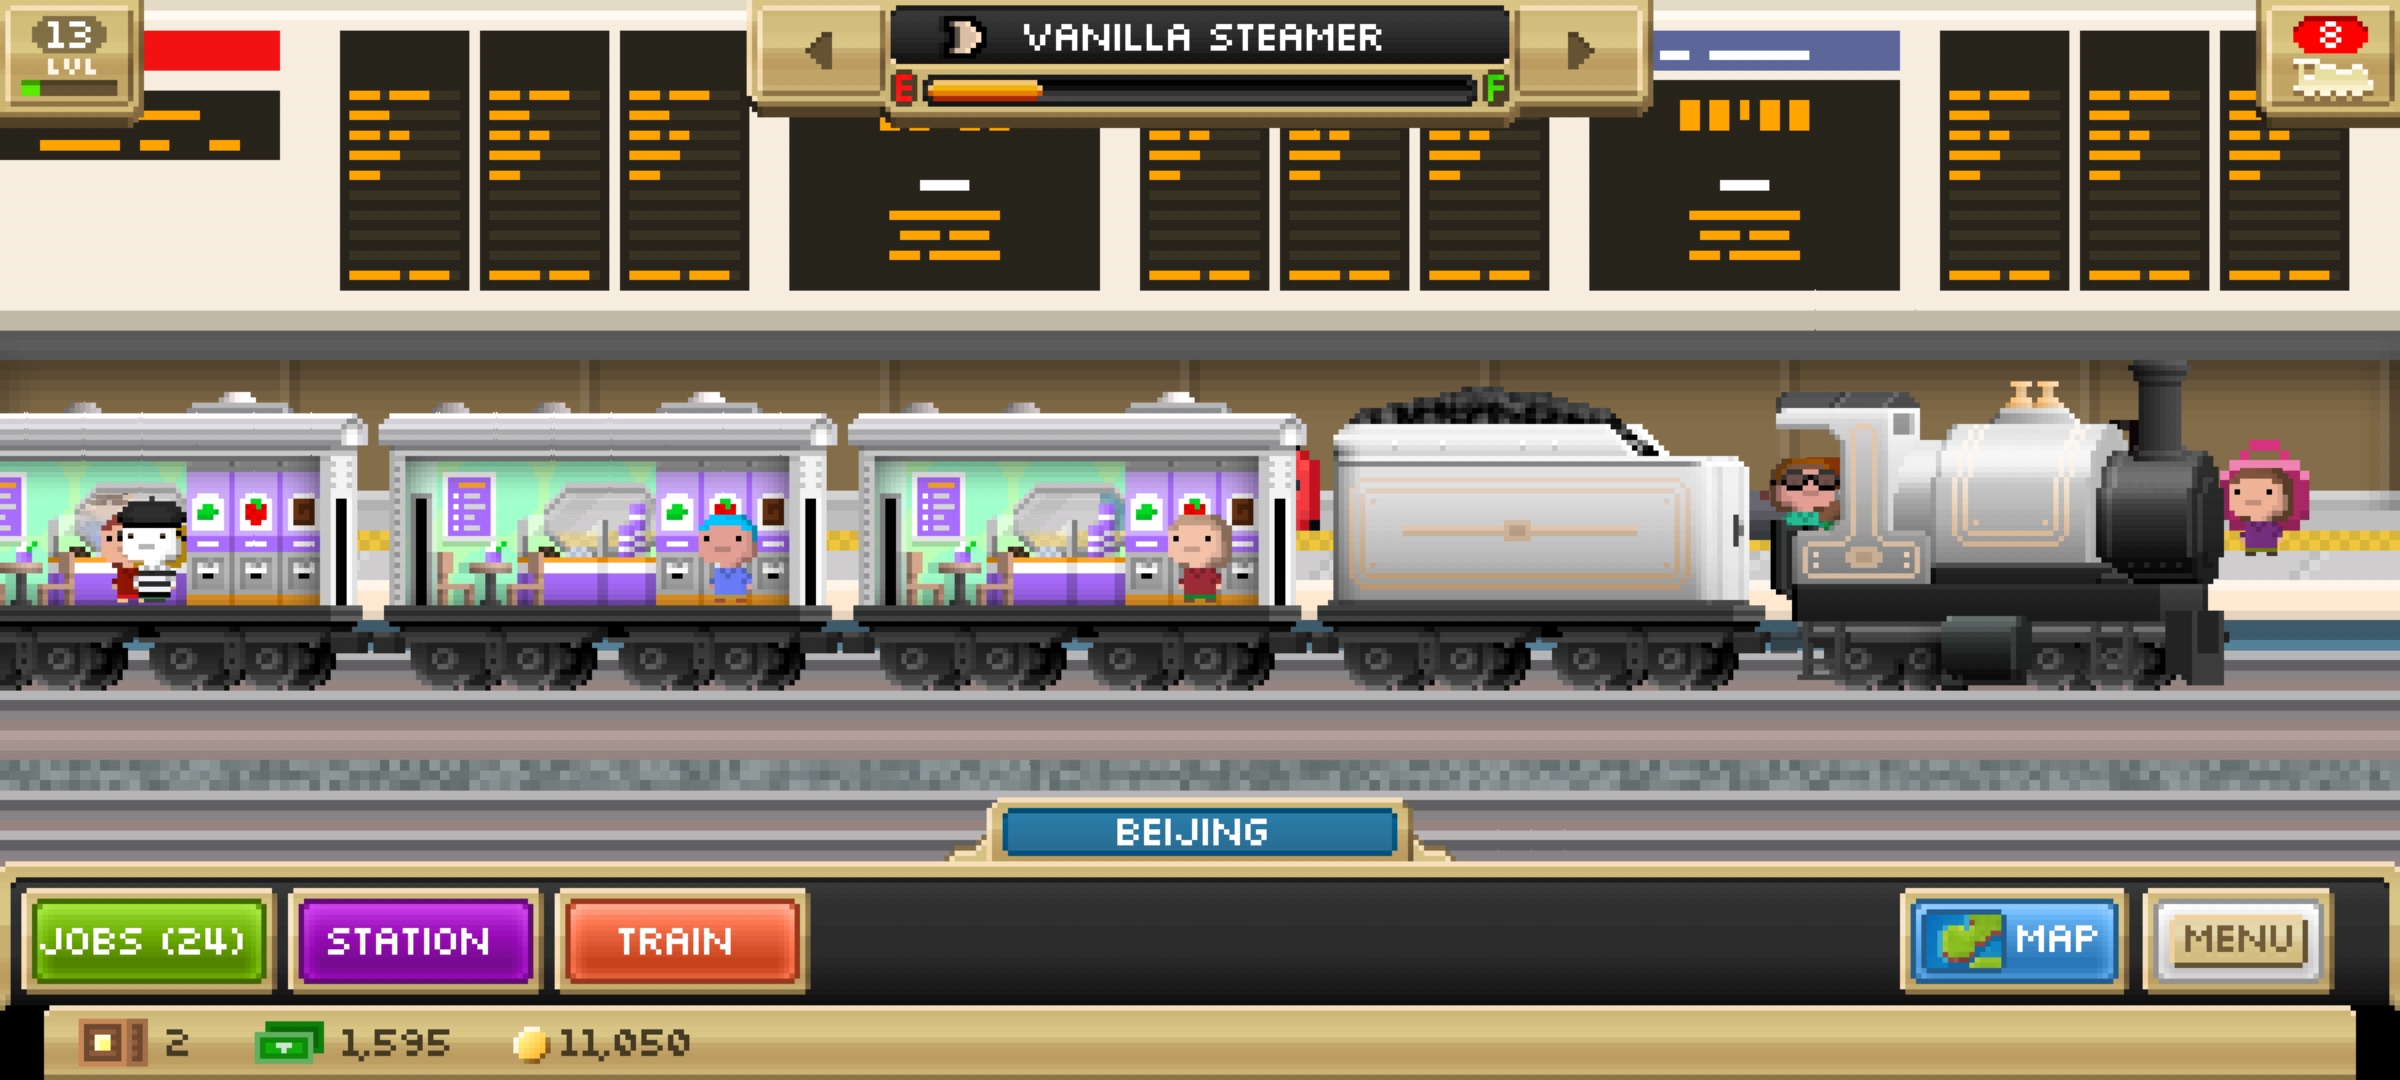 13
LVL
VANILLA STEAMER
8
E F
BEIJING
JOBS (24)
STATION
TRAIN
MAP
MENU
2
1,595
11,050